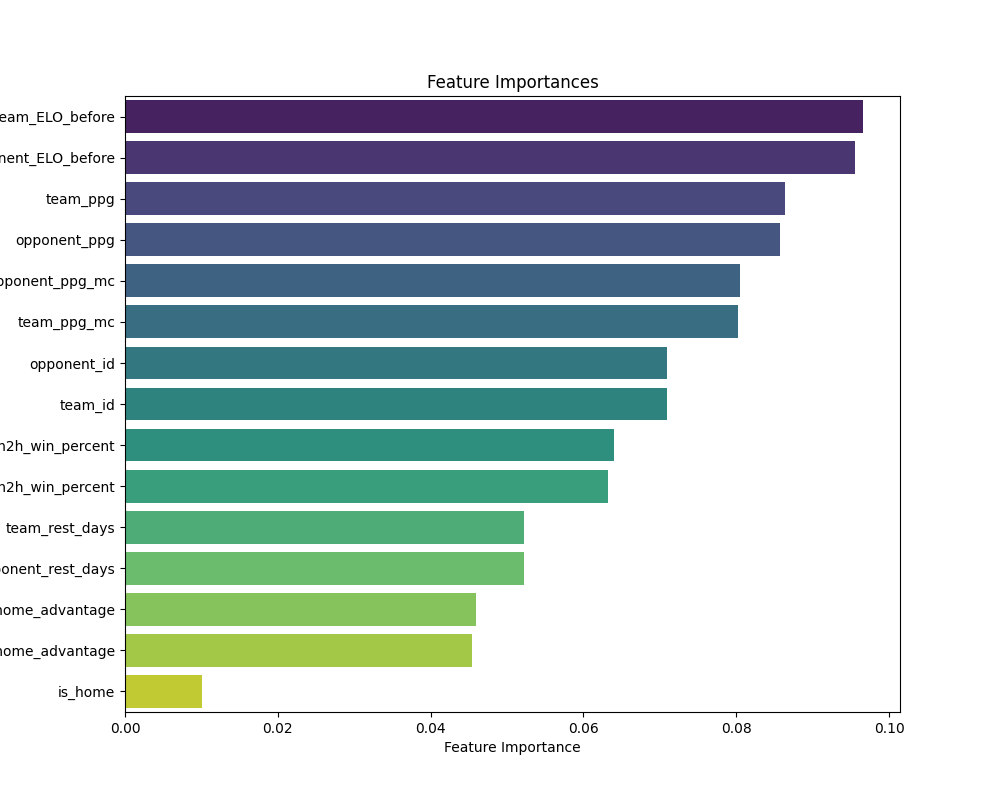 Feature Importances
eam_ELO_before
nent_ELO_before
team_ppg
opponent_ppg
pponent_ppg_mc
team_ppg_mc
opponent_id
team_id
h2h_win_percent
h2h_win_percent
team_rest_days
ponent_rest_days
home_advantage
home_advantage
is_home
0.00 0.02 0.04 0.06 0.08 0.10
Feature Importance